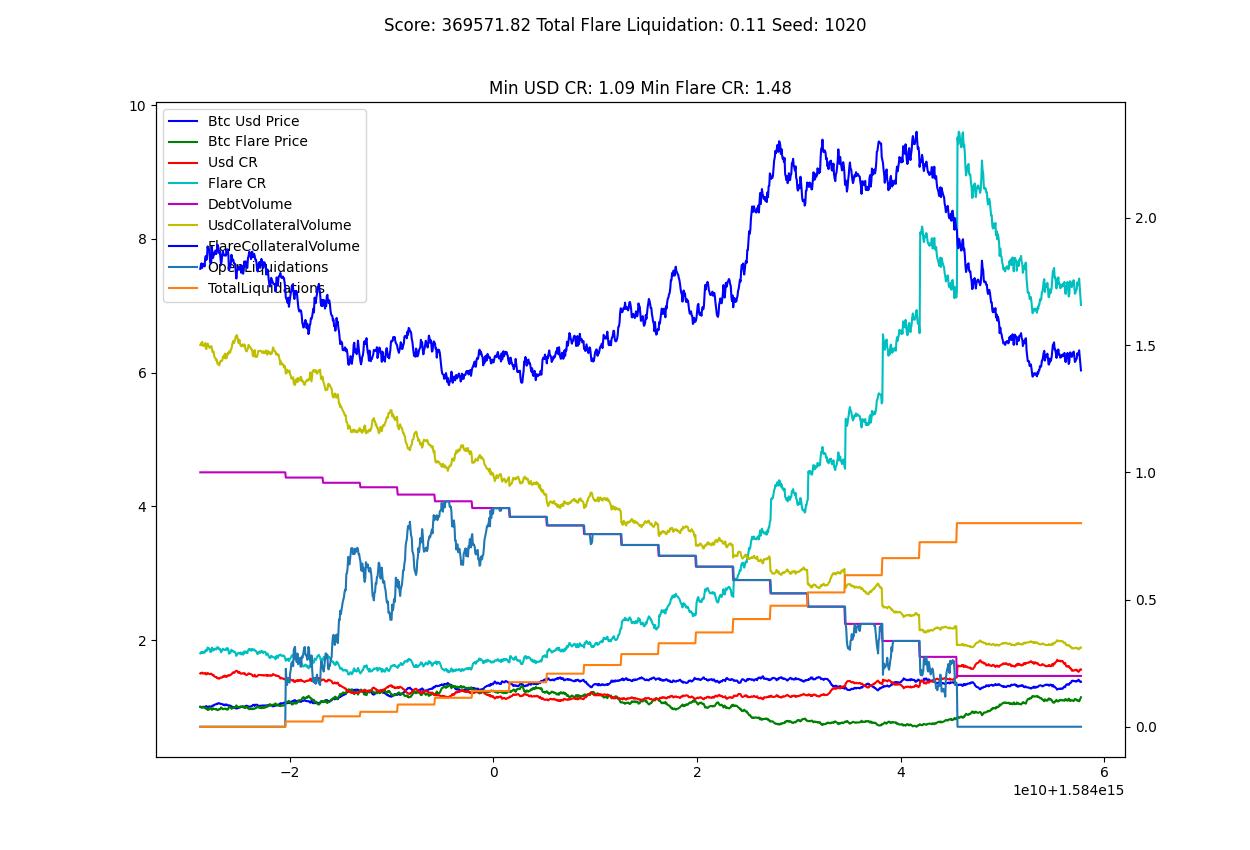 Score: 369571.82 Total Flare Liquidation: 0.11 Seed: 1020
Min USD CR: 1.09 Min Flare CR: 1.48
Btc Usd Price
Btc Flare Price
Usd CR
Flare CR
DebtVolume
UsdCollateralVolume
FlareCollateralVolume
OpenLiquidations
TotalLiquidations
10
8
6
4
2
2.0
1.5
1.0
0.5
0.0
−2 0 2 4 6
1e10+1.584e15